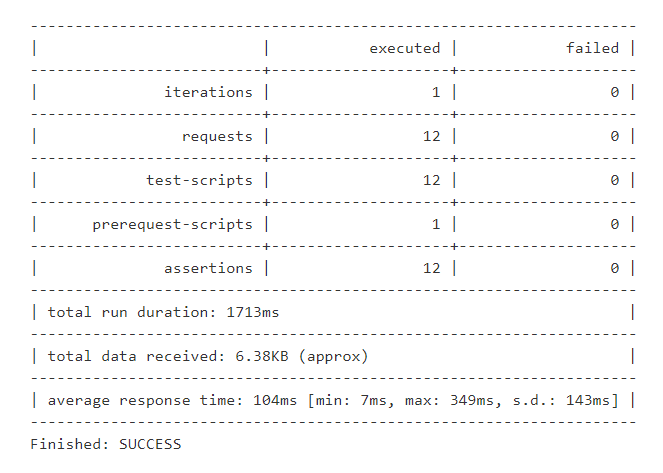 | | executed | failed |
| iterations | 1 | 0 |
| requests | 12 | 0 |
| test-scripts | 12 | 0 |
| prerequest-scripts | 1 | 0 |
| assertions | 12 | 0 |
| total run duration: 1713ms |
| total data received: 6.38KB (approx) |
| average response time: 104ms [min: 7ms, max: 349ms, s.d.: 143ms] |
Finished: SUCCESS